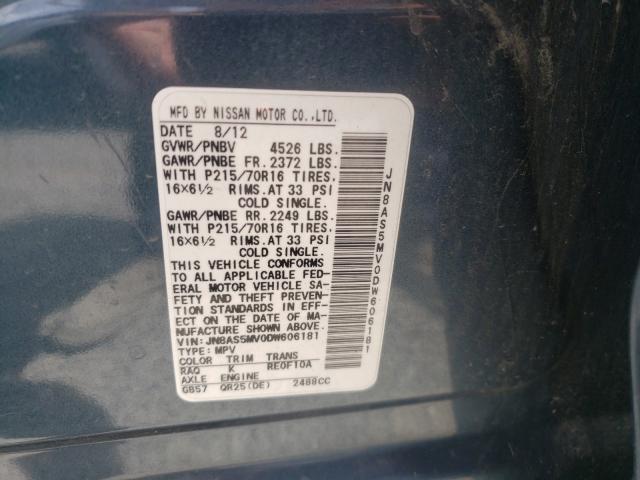 MFD BY NISSAN MOTOR CO.,LTD.
DATE 8/12
GVWR/PNBV 4526 LBS.
GAWR/PNBE FR. 2372 LBS.
WITH P215/70R16 TIRES,
16×6½ RIMS.AT 33 PSI
COLD SINGLE.
GAWR/PNBE RR. 2249 LBS.
WITH P215/70R16 TIRES,
16×6½ RIMS.AT 33 PSI
COLD SINGLE.
THIS VEHICLE CONFORMS
TO ALL APPLICABLE FED-
ERAL MOTOR VEHICLE SA-
FETY AND THEFT PREVEN-
TION STANDARDS IN EFF-
ECT ON THE DATE OF MA-
NUFACTURE SHOWN ABOVE.
VIN: JN8AS5MV0DW606181
TYPE: MPV
COLOR TRIM TRANS
RAQ K RE0F10A
AXLE ENGINE
GB57 QR25(DE) 2488CC
JN8AS5MV0DW606181